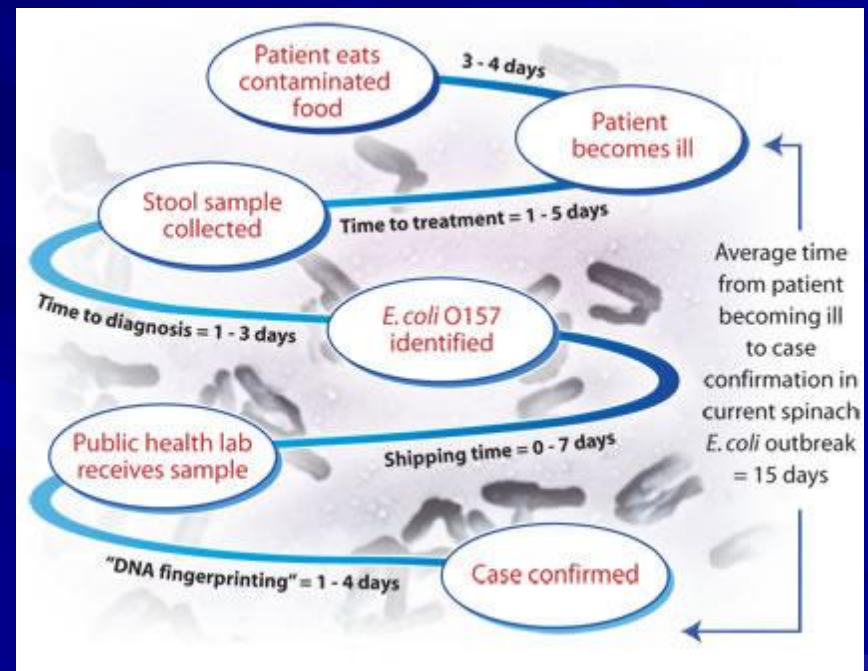 Patient eats
contaminated
food
3 - 4 days
Patient
becomes ill
Time to treatment = 1 - 5 days
Stool sample
collected
Time to diagnosis = 1 - 3 days
E. coli O157
identified
Shipping time = 0 - 7 days
Public health lab
receives sample
"DNA fingerprinting" = 1 - 4 days
Case confirmed
Average time
from patient
becoming ill
to case
confirmation in
current spinach
E. coli outbreak
= 15 days